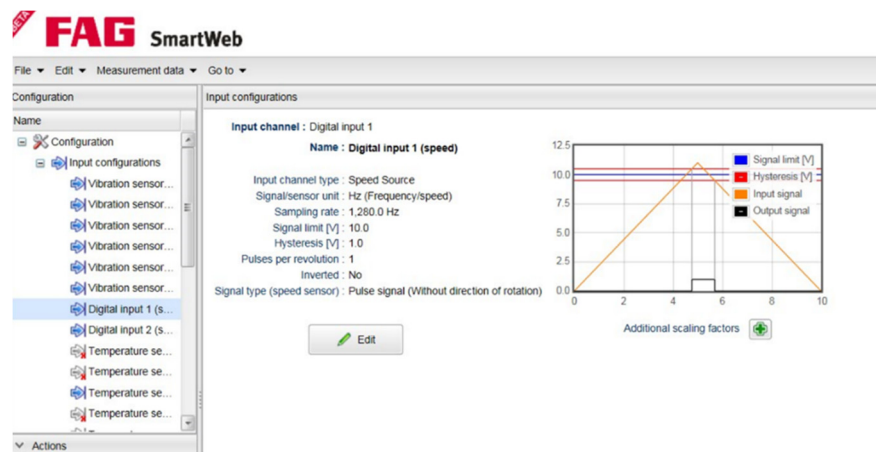 BETA
FAG SmartWeb
File Edit Measurement data Go to
Configuration
Name
Configuration
Input configurations
Vibration sensor...
Vibration sensor...
Vibration sensor...
Vibration sensor...
Vibration sensor...
Vibration sensor...
Digital input 1 (s...
Digital input 2 (s...
Temperature se...
Temperature se...
Temperature se...
Temperature se...
Actions
Input configurations
Input channel : Digital input 1
Name : Digital input 1 (speed)
Input channel type : Speed Source
Signal/sensor unit : Hz (Frequency/speed)
Sampling rate : 1,280.0 Hz
Signal limit [V] : 10.0
Hysteresis [V] : 1.0
Pulses per revolution : 1
Inverted : No
Signal type (speed sensor) : Pulse signal (Without direction of rotation)
Edit
12.5
10.0
7.5
5.0
2.5
0.0
0 2 4 6 8 10
Signal limit [V]
Hysteresis [V]
Input signal
Output signal
Additional scaling factors